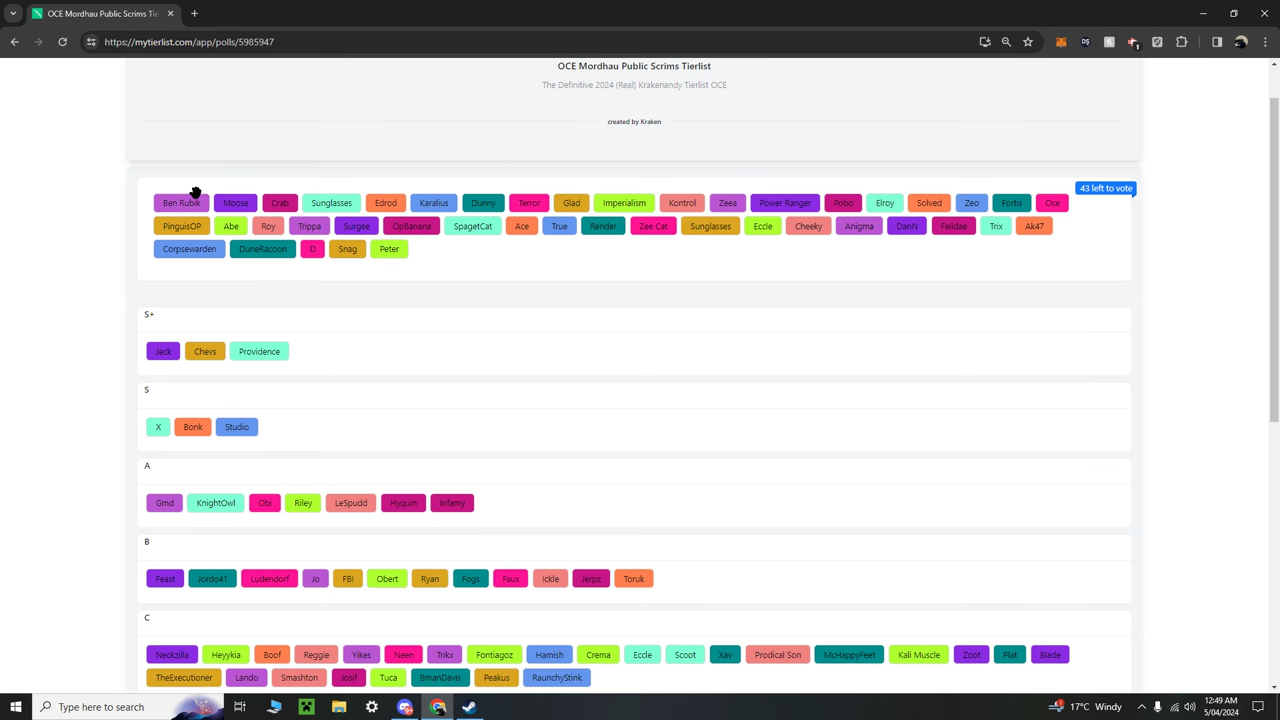 OCE Mordhau Public Scrims Tierlist
https://mytierlist.com/app/polls/5985947
OCE Mordhau Public Scrims Tierlist
The Definitive 2024 (Real) Krakenandy Tierlist OCE
created by Kraken
43 left to vote
Ben Rubik Moose Crab Sunglasses Edrod Karalius Dunny Terror Glad Imperialism Kontrol Zeea Power Ranger Pobo Elroy Solved Zeo Fortis Oce
PinguisOP Abe Roy Trippa Surgee OpBanana SpagetCat Ace True Render Zee Cat Sunglasses Eccle Cheeky Anigma DanN Felidae Trix Ak47
Corpsewarden DuneRacoon D Snag Peter
S+
Jeck Chevs Providence
S
X Bonk Studio
A
Gmd KnightOwl Obi Riley LeSpudd Hyquin Infamy
B
Feast Jordo41 Ludendorf Jo FBI Obert Ryan Fogs Faux Ickle Jerpz Toruk
C
Neckzilla Heyykia Boof Reggie Yikes Neen Trikx Fontiagoz Hamish Crema Eccle Scoot Xav Prodical Son McHappyFeet Kali Muscle Zoot Plat Blade
TheExecutioner Lando Smashton Josif Tuca BmanDavis Peakus RaunchyStink
Type here to search
17°C Windy
12:49 AM
5/04/2024